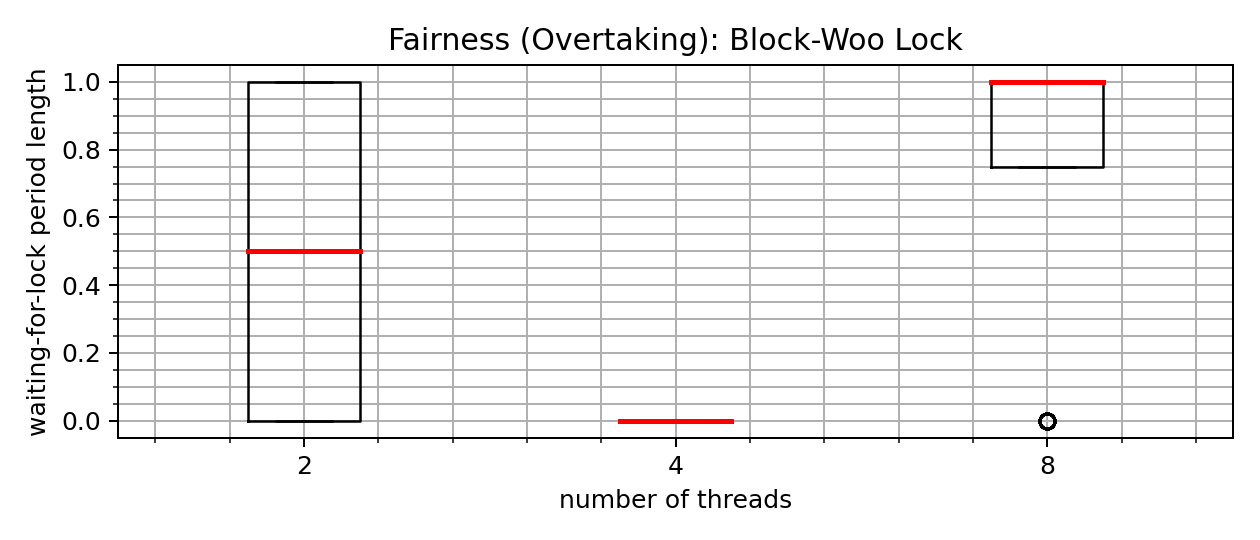 Fairness (Overtaking): Block-Woo Lock
waiting-for-lock period length
1.0
0.8
0.6
0.4
0.2
0.0
2 4 8
number of threads